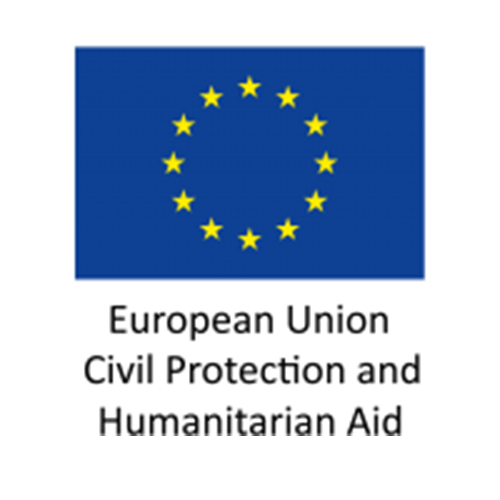 European Union
Civil Protection and
Humanitarian Aid